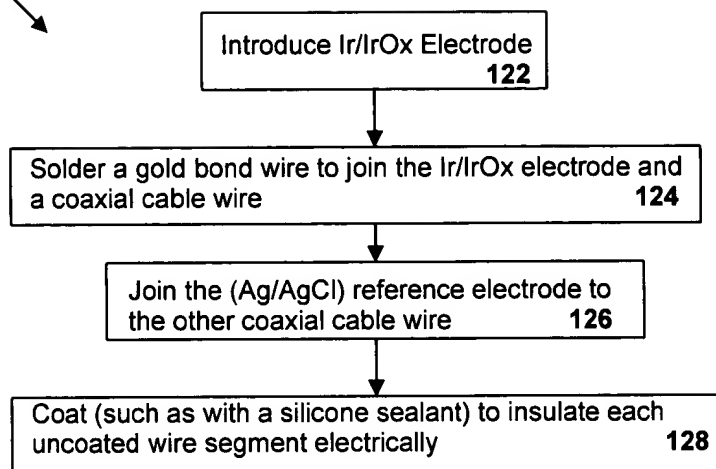 Introduce Ir/IrOx Electrode
122
Solder a gold bond wire to join the Ir/IrOx electrode and
a coaxial cable wire 124
Join the (Ag/AgCl) reference electrode to
the other coaxial cable wire 126
Coat (such as with a silicone sealant) to insulate each
uncoated wire segment electrically 128